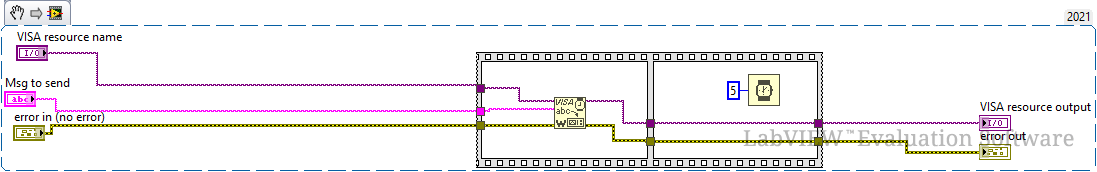 2021
VISA resource name
I/O
Msg to send
abc
error in (no error)
VISA
abc
W
5
VISA resource output
I/O
error out
LabVIEW™ Evaluation Software